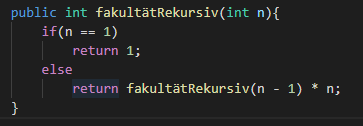 public int fakultätRekursiv(int n){
    if(n == 1)
        return 1;
    else
        return fakultätRekursiv(n - 1) * n;
}